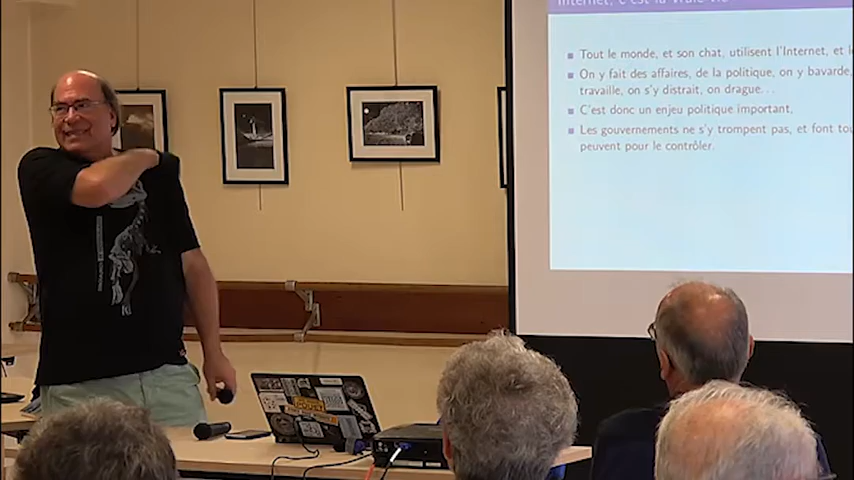 Internet, c'est la vraie vie
Tout le monde, et son chat, utilisent l'Internet, et
On y fait des affaires, de la politique, on y bavarde,
travaille, on s'y distrait, on drague...
C'est donc un enjeu politique important.
Les gouvernements ne s'y trompent pas, et font
peuvent pour le contrôler.